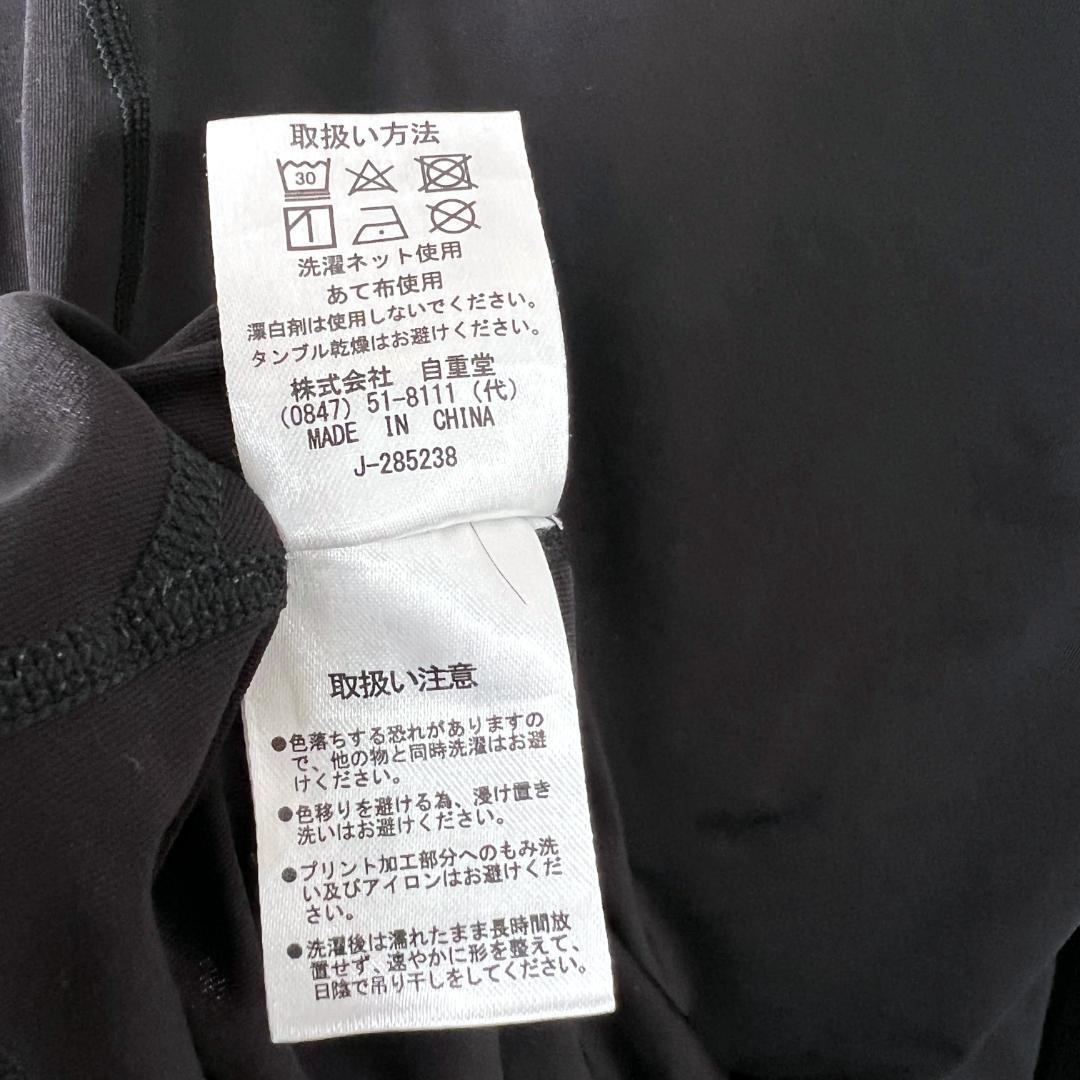 取扱い方法
30
洗濯ネット使用
あて布使用
漂白剤は使用しないでください。
タンブル乾燥はお避けください。
株式会社 自重堂
(0847) 51-8111 (代)
MADE IN CHINA
J-285238
取扱い注意
●色落ちする恐れがありますの
で、他の物と同時洗濯はお避
けください。
●色移りを避ける為、浸け置き
洗いはお避けください。
●プリント加工部分へのもみ洗
い及びアイロンはお避けくだ
さい。
●洗濯後は濡れたまま長時間放
置せず、速やかに形を整えて、
日陰で吊り干しをしてください。